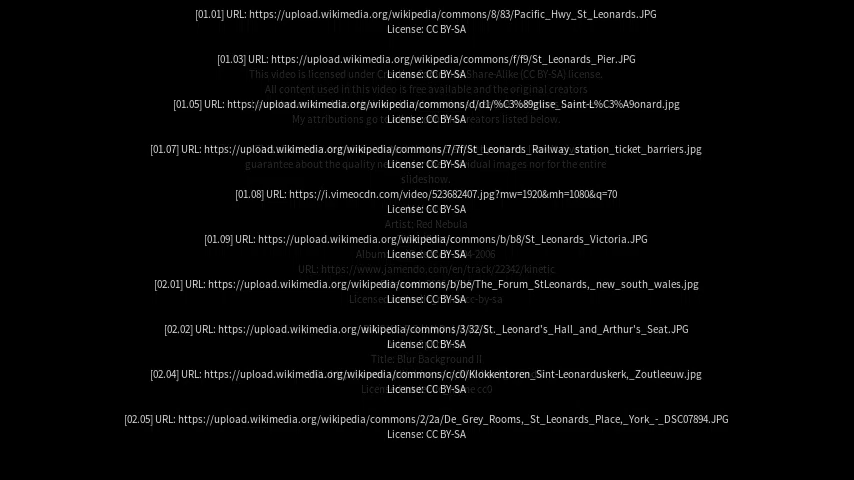 [01.01] URL: https://upload.wikimedia.org/wikipedia/commons/8/83/Pacific_Hwy_St_Leonards.JPG
License: CC BY-SA
[01.03] URL: https://upload.wikimedia.org/wikipedia/commons/f/f9/St_Leonards_Pier.JPG
This video is licensed under Share-Alike (CC BY-SA) license.
License: CC BY-SA
All content used in this video is free available and the original creators
[01.05] URL: https://upload.wikimedia.org/wikipedia/commons/d/d1/%C3%89glise_Saint-L%C3%A9onard.jpg
My attributions go to creators listed below.
License: CC BY-SA
[01.07] URL: https://upload.wikimedia.org/wikipedia/commons/7/7f/St_Leonards_Railway_station_ticket_barriers.jpg
guarantee about the quality images nor for the entire
License: CC BY-SA
slideshow.
[01.08] URL: https://i.vimeocdn.com/video/523682407.jpg?mw=1920&mh=1080&q=70
License: CC BY-SA
Artist: Red Nebula
[01.09] URL: https://upload.wikimedia.org/wikipedia/commons/b/b8/St_Leonards_Victoria.JPG
License: CC BY-SA
URL: https://www.jamendo.com/en/track/22342/kinetic
[02.01] URL: https://upload.wikimedia.org/wikipedia/commons/b/be/The_Forum_StLeonards,_new_south_wales.jpg
License: CC BY-SA
[02.02] URL: https://upload.wikimedia.org/wikipedia/commons/3/32/St._Leonard's_Hall_and_Arthur's_Seat.JPG
License: CC BY-SA
Title: Blur Background II
[02.04] URL: https://upload.wikimedia.org/wikipedia/commons/c/c0/Klokkentoren_Sint-Leonarduskerk,_Zoutleeuw.jpg
License: CC BY-SA
[02.05] URL: https://upload.wikimedia.org/wikipedia/commons/2/2a/De_Grey_Rooms,_St_Leonards_Place,_York_-_DSC07894.JPG
License: CC BY-SA